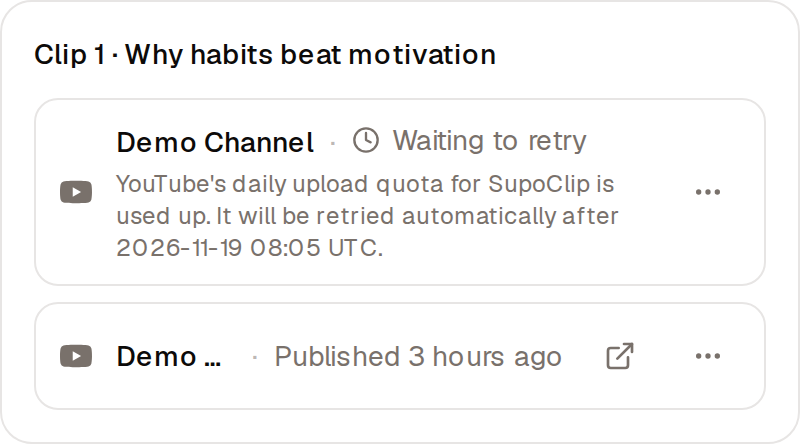 Clip 1 · Why habits beat motivation
Demo Channel · Waiting to retry
YouTube's daily upload quota for SupoClip is
used up. It will be retried automatically after
2026-11-19 08:05 UTC.
Demo ... · Published 3 hours ago